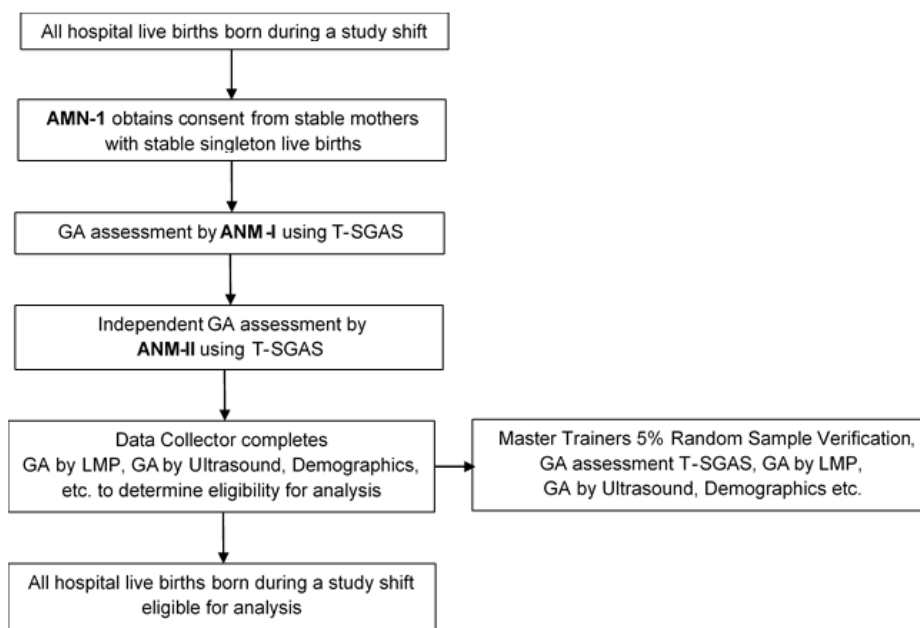 All hospital live births born during a study shift
AMN-1 obtains consent from stable mothers
with stable singleton live births
GA assessment by ANM-I using T-SGAS
Independent GA assessment by
ANM-II using T-SGAS
Data Collector completes
GA by LMP, GA by Ultrasound, Demographics,
etc. to determine eligibility for analysis
Master Trainers 5% Random Sample Verification,
GA assessment T-SGAS, GA by LMP,
GA by Ultrasound, Demographics etc.
All hospital live births born during a study shift
eligible for analysis